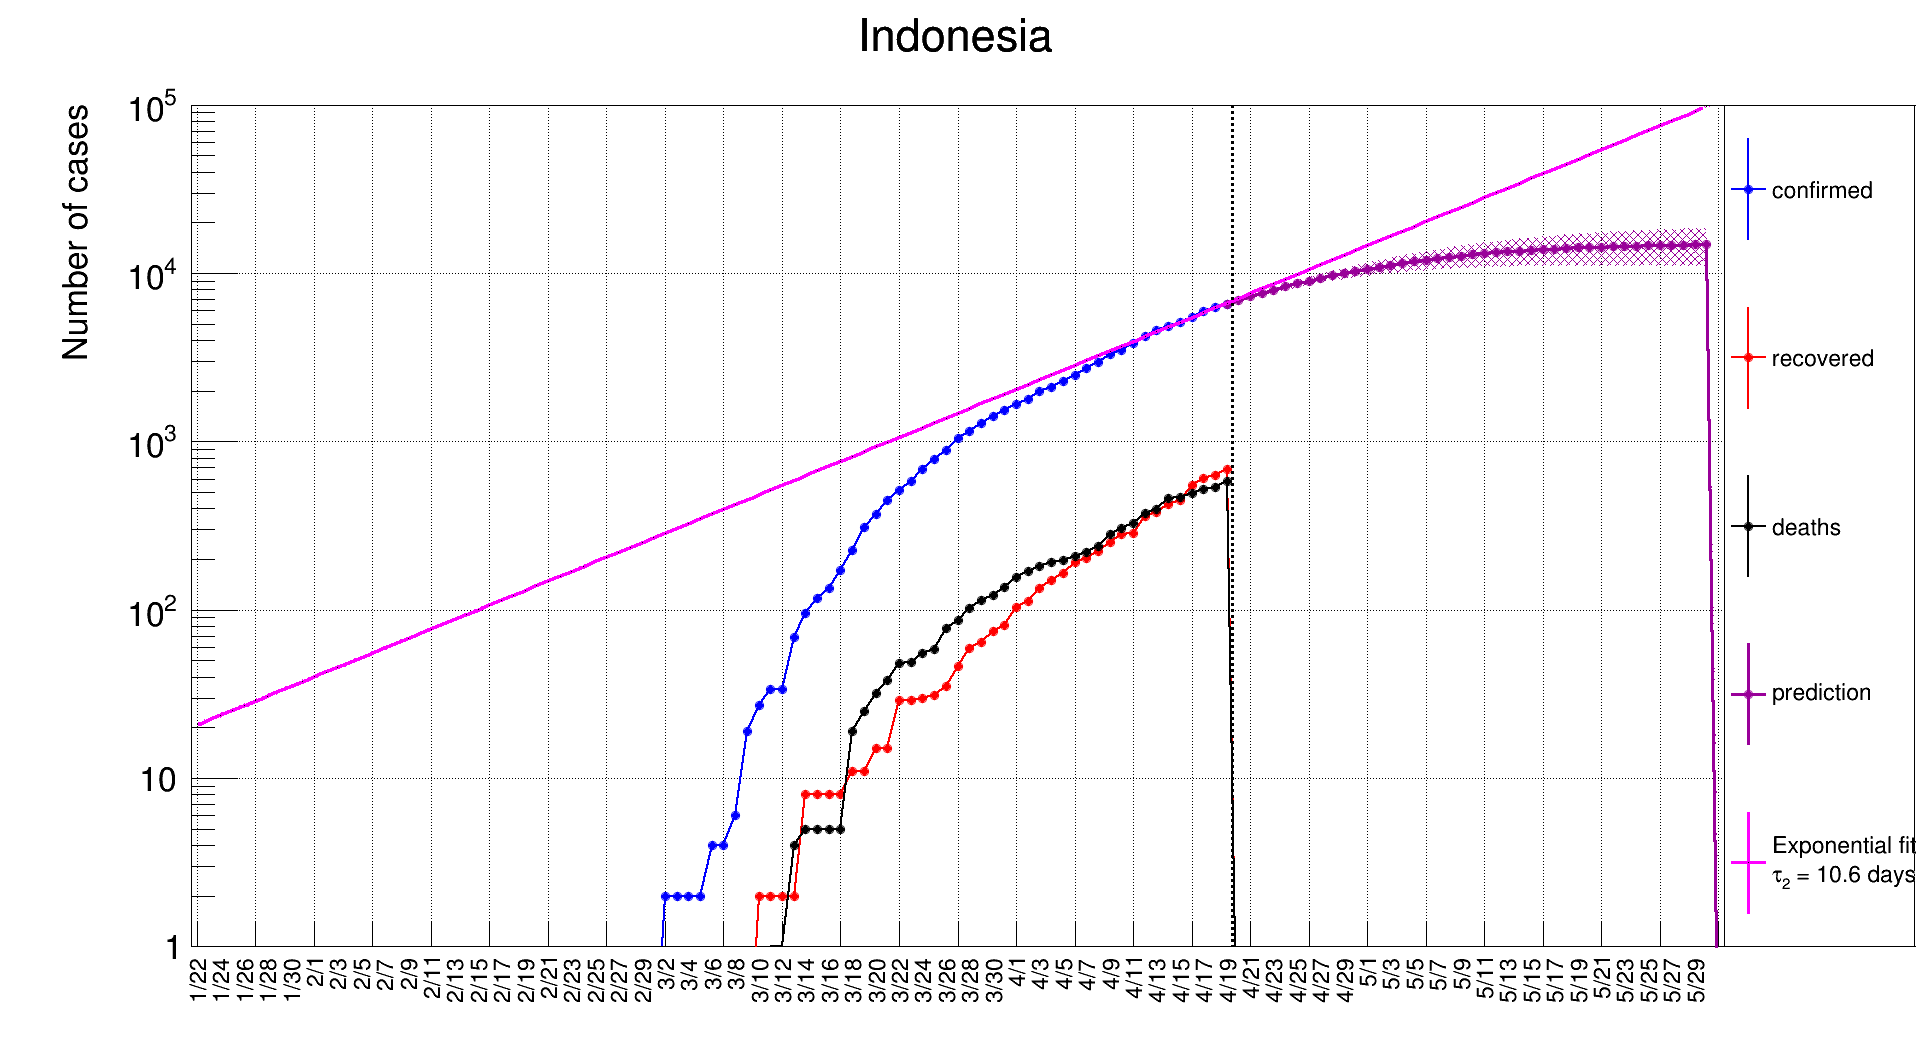 Indonesia
Number of cases
10^5
10^4
10^3
10^2
10
1
1/22 1/24 1/26 1/28 1/30 2/1 2/3 2/5 2/7 2/9 2/11 2/13 2/15 2/17 2/19 2/21 2/23 2/25 2/27 2/29 3/2 3/4 3/6 3/8 3/10 3/12 3/14 3/16 3/18 3/20 3/22 3/24 3/26 3/28 3/30 4/1 4/3 4/5 4/7 4/9 4/11 4/13 4/15 4/17 4/19 4/21 4/23 4/25 4/27 4/29 5/1 5/3 5/5 5/7 5/9 5/11 5/13 5/15 5/17 5/19 5/21 5/23 5/25 5/27 5/29
confirmed
recovered
deaths
prediction
Exponential fit
τ₂ = 10.6 days